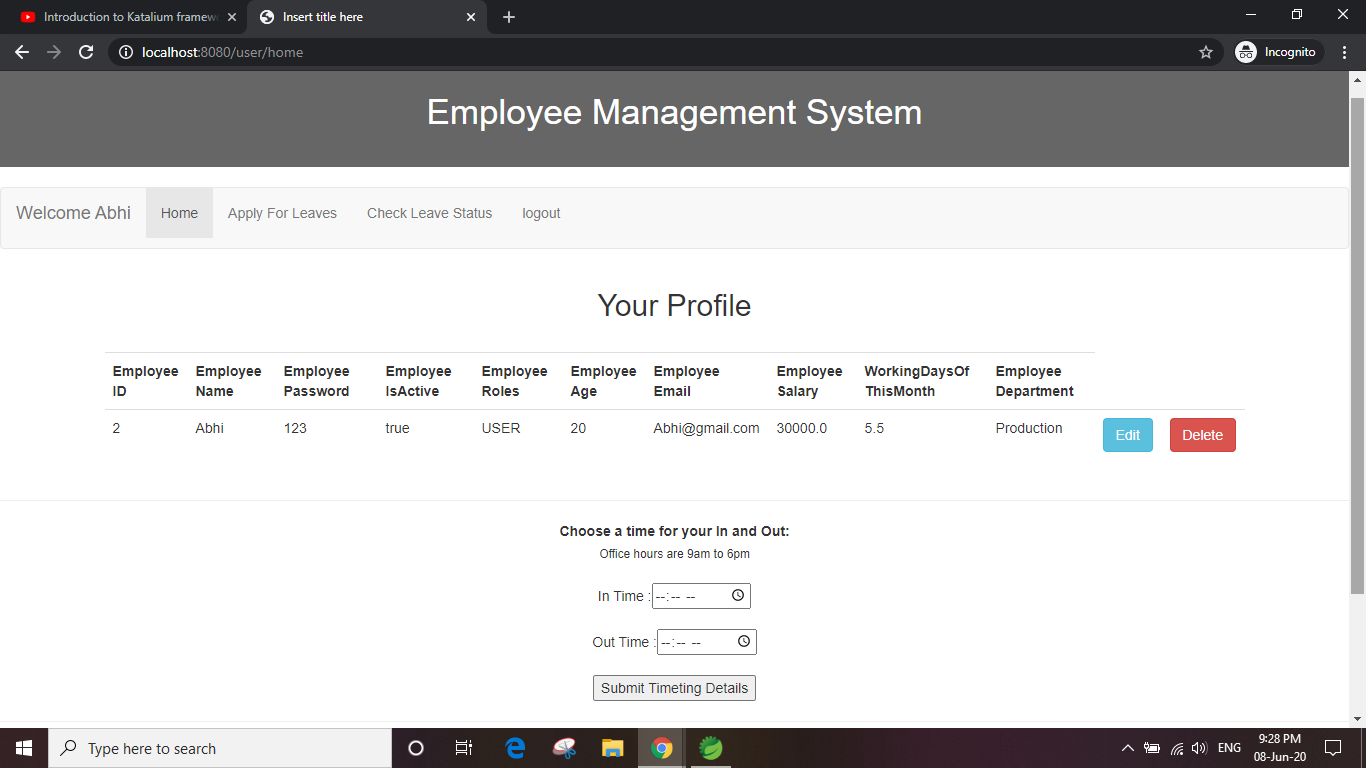 Introduction to Katalium framew
Insert title here
localhost:8080/user/home
Incognito
Employee Management System
Welcome Abhi Home Apply For Leaves Check Leave Status logout
Your Profile
Employee ID Employee Name Employee Password Employee IsActive Employee Roles Employee Age Employee Email Employee Salary WorkingDaysOf ThisMonth Employee Department
2 Abhi 123 true USER 20 Abhi@gmail.com 30000.0 5.5 Production Edit Delete
Choose a time for your In and Out:
Office hours are 9am to 6pm
In Time :--:-- --
Out Time :--:-- --
Submit Timeting Details
Type here to search
ENG
9:28 PM
08-Jun-20